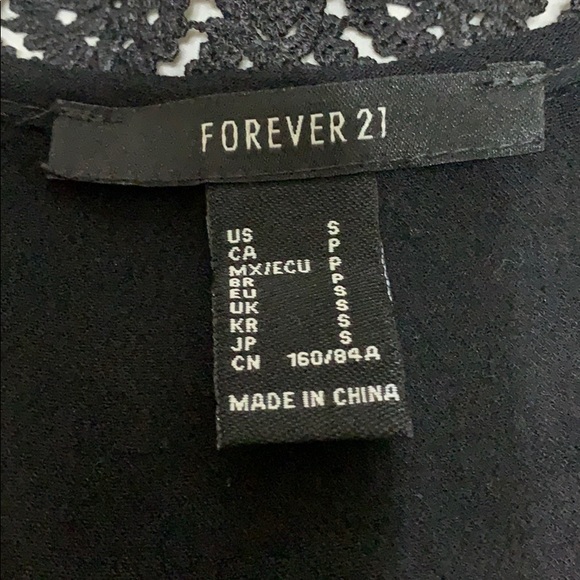 FOREVER 21
US S
CA P
MX/ECU P
BR P
EU S
UK S
KR S
JP S
CN 160/84A
MADE IN CHINA